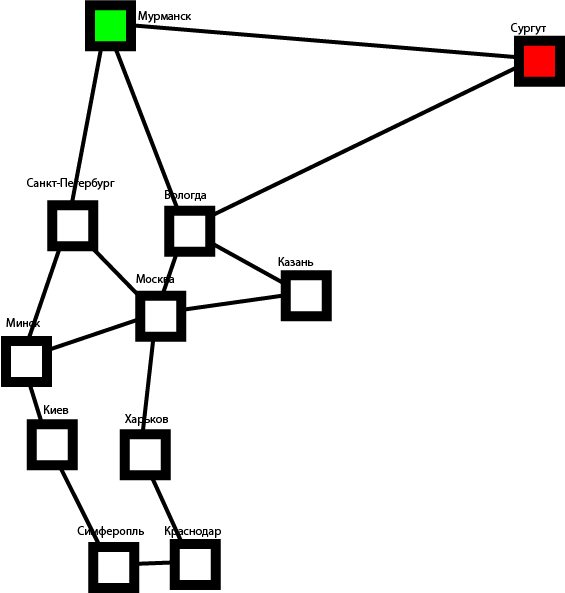 Мурманск
Сургут
Санкт-Петербург
Вологда
Казань
Москва
Минск
Киев
Харьков
Симферопль
Краснодар